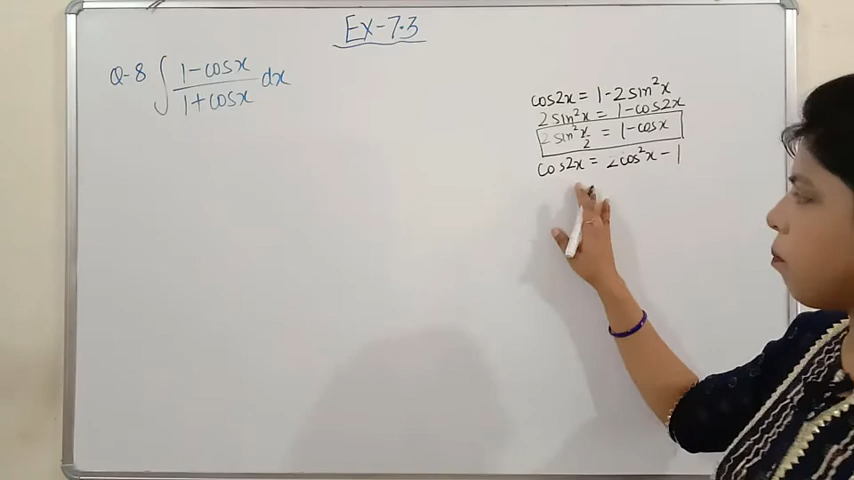 Ex-7.3
Q-8 ∫ (1-cosx)/(1+cosx) dx
cos2x = 1-2sin²x
2sin²x = 1-cos2x
2sin²x/2 = 1-cosx
cos2x = 2cos²x-1